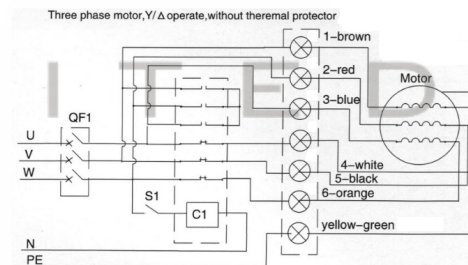 Three phase motor,Y/Δ operate,without theremal protector
1-brown
2-red
Motor
I T E D
3-blue
QF1
U
V
W
4-white
5-black
6-orange
S1
C1
yellow-green
N
PE